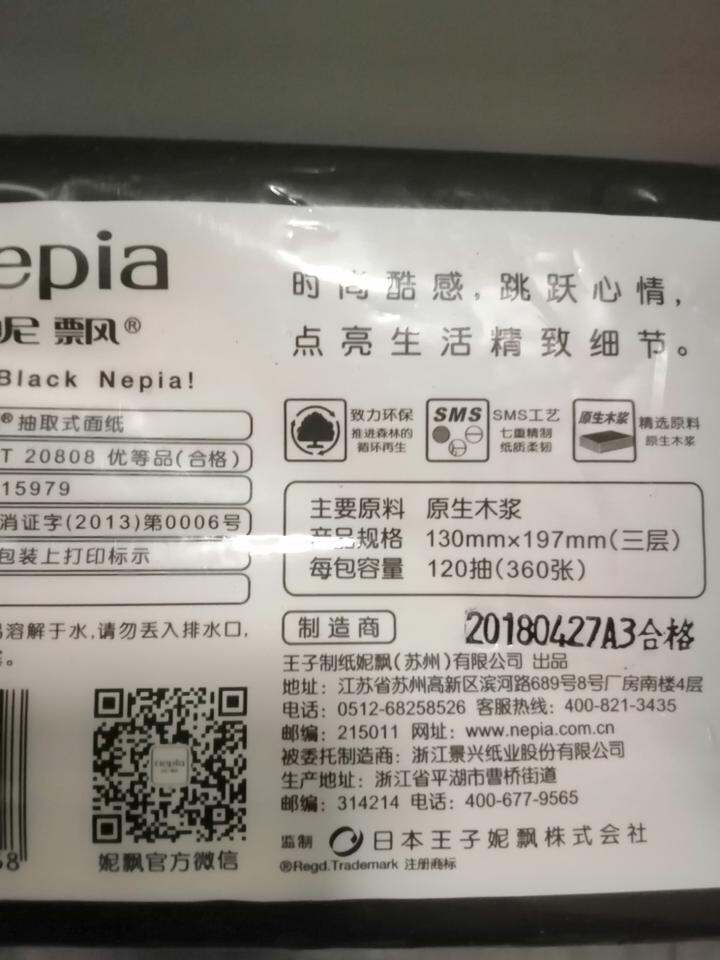 epia
妮飘®
Black Nepia!
®抽取式面纸
T 20808 优等品(合格)
15979
消证字(2013)第0006号
包装上打印标示
溶解于水,请勿丢入排水口,
。
时尚酷感,跳跃心情,
点亮生活精致细节。
致力环保
推进森林的
循环再生
SMS
SMS工艺
七重精制
纸质柔韧
原生木浆
精选原料
原生木浆
主要原料 原生木浆
产品规格 130mm×197mm(三层)
每包容量 120抽(360张)
制造商
20180427A3合格
王子制纸妮飘(苏州)有限公司 出品
地址: 江苏省苏州高新区滨河路689号8号厂房南楼4层
电话: 0512-68258526 客服热线: 400-821-3435
邮编: 215011 网址: www.nepia.com.cn
被委托制造商: 浙江景兴纸业股份有限公司
生产地址: 浙江省平湖市曹桥街道
邮编: 314214 电话: 400-677-9565
监制 日本王子妮飘株式会社
®Regd.Trademark 注册商标
nepia
妮飘官方微信
8